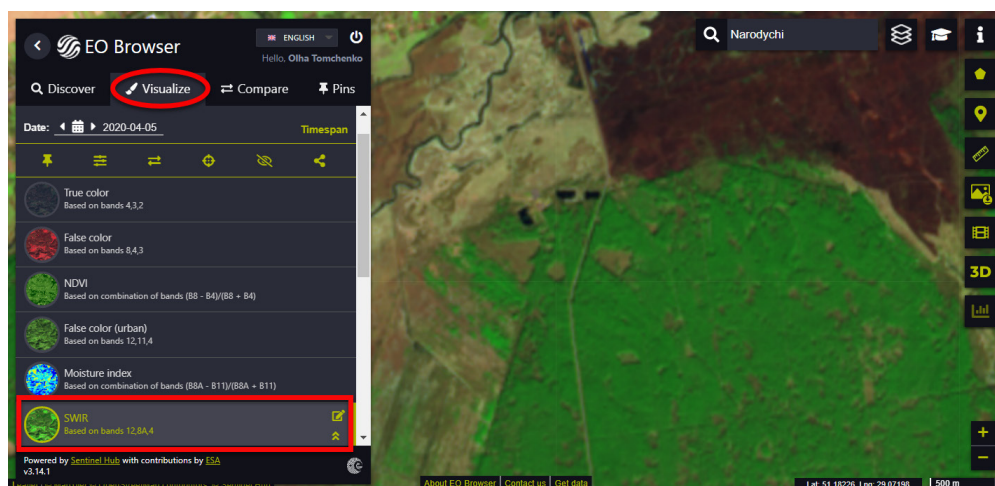 EO Browser
ENGLISH
Hello, Olha Tomchenko
Discover
Visualize
Compare
Pins
Date: 2020-04-05
Timespan
True color
Based on bands 4,3,2
False color
Based on bands 8,4,3
NDVI
Based on combination of bands (B8 - B4)/(B8 + B4)
False color (urban)
Based on bands 12,11,4
Moisture index
Based on combination of bands (B8A - B11)/(B8A + B11)
SWIR
Based on bands 12,8A,4
Powered by Sentinel Hub with contributions by ESA
v3.14.1
Narodychi
3D
About EO Browser | Contact us | Get data
Lat: 51.18226, Lng: 29.07198
500 m